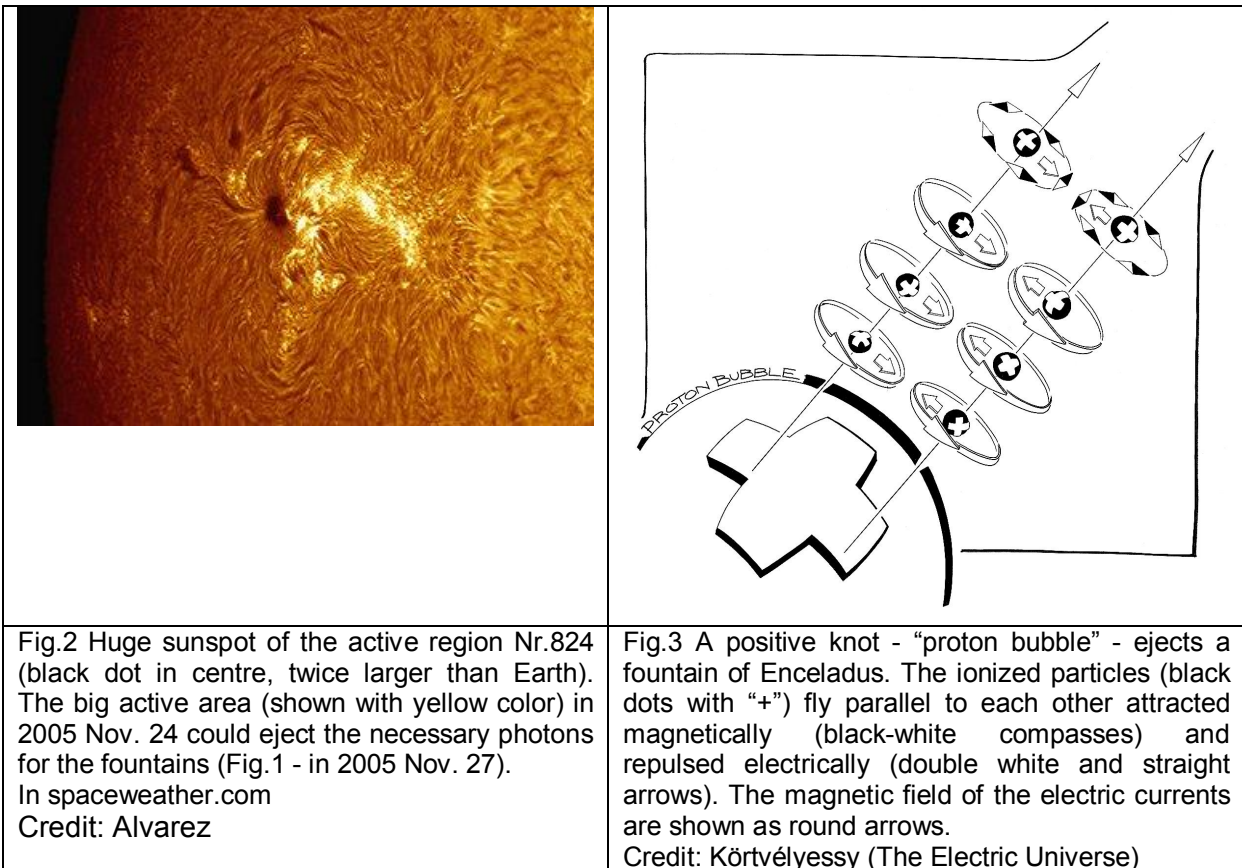 PROTON BUBBLE
Fig.2 Huge sunspot of the active region Nr.824
(black dot in centre, twice larger than Earth).
The big active area (shown with yellow color) in
2005 Nov. 24 could eject the necessary photons
for the fountains (Fig.1 - in 2005 Nov. 27).
In spaceweather.com
Credit: Alvarez
Fig.3 A positive knot - “proton bubble” - ejects a
fountain of Enceladus. The ionized particles (black
dots with “+”) fly parallel to each other attracted
magnetically (black-white compasses) and
repulsed electrically (double white and straight
arrows). The magnetic field of the electric currents
are shown as round arrows.
Credit: Körtvélyessy (The Electric Universe)